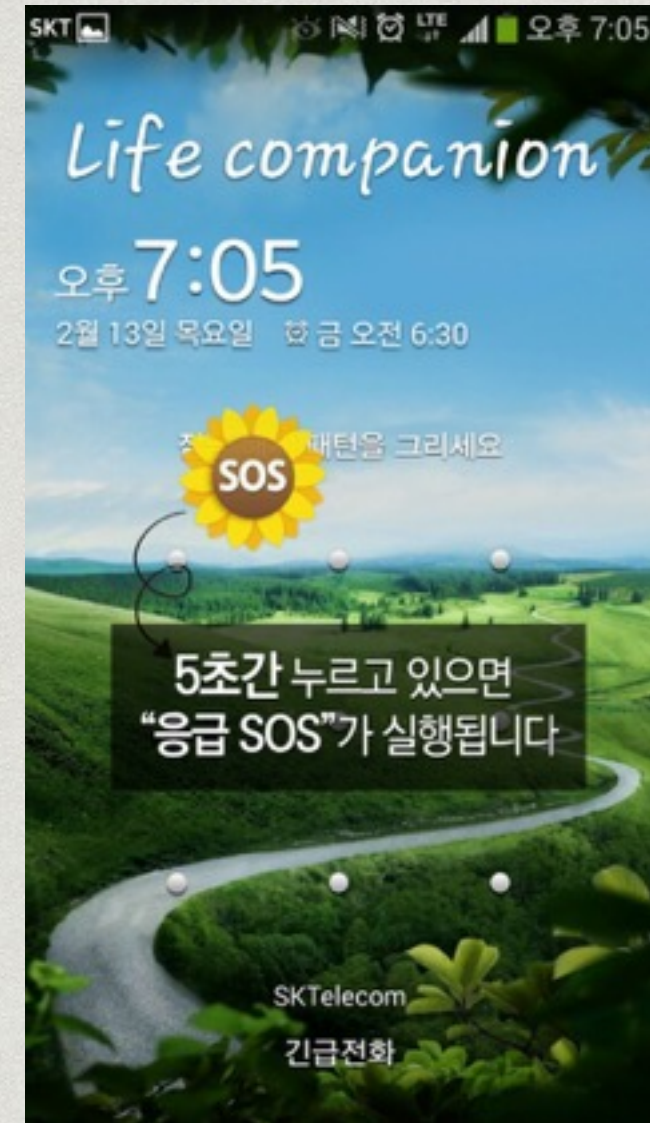 SKT LTE 오후 7:05
Life companion
오후 7:05
2월 13일 목요일 금 오전 6:30
패턴을 그리세요
SOS
5초간 누르고 있으면
“응급 SOS”가 실행됩니다
SKTelecom
긴급전화